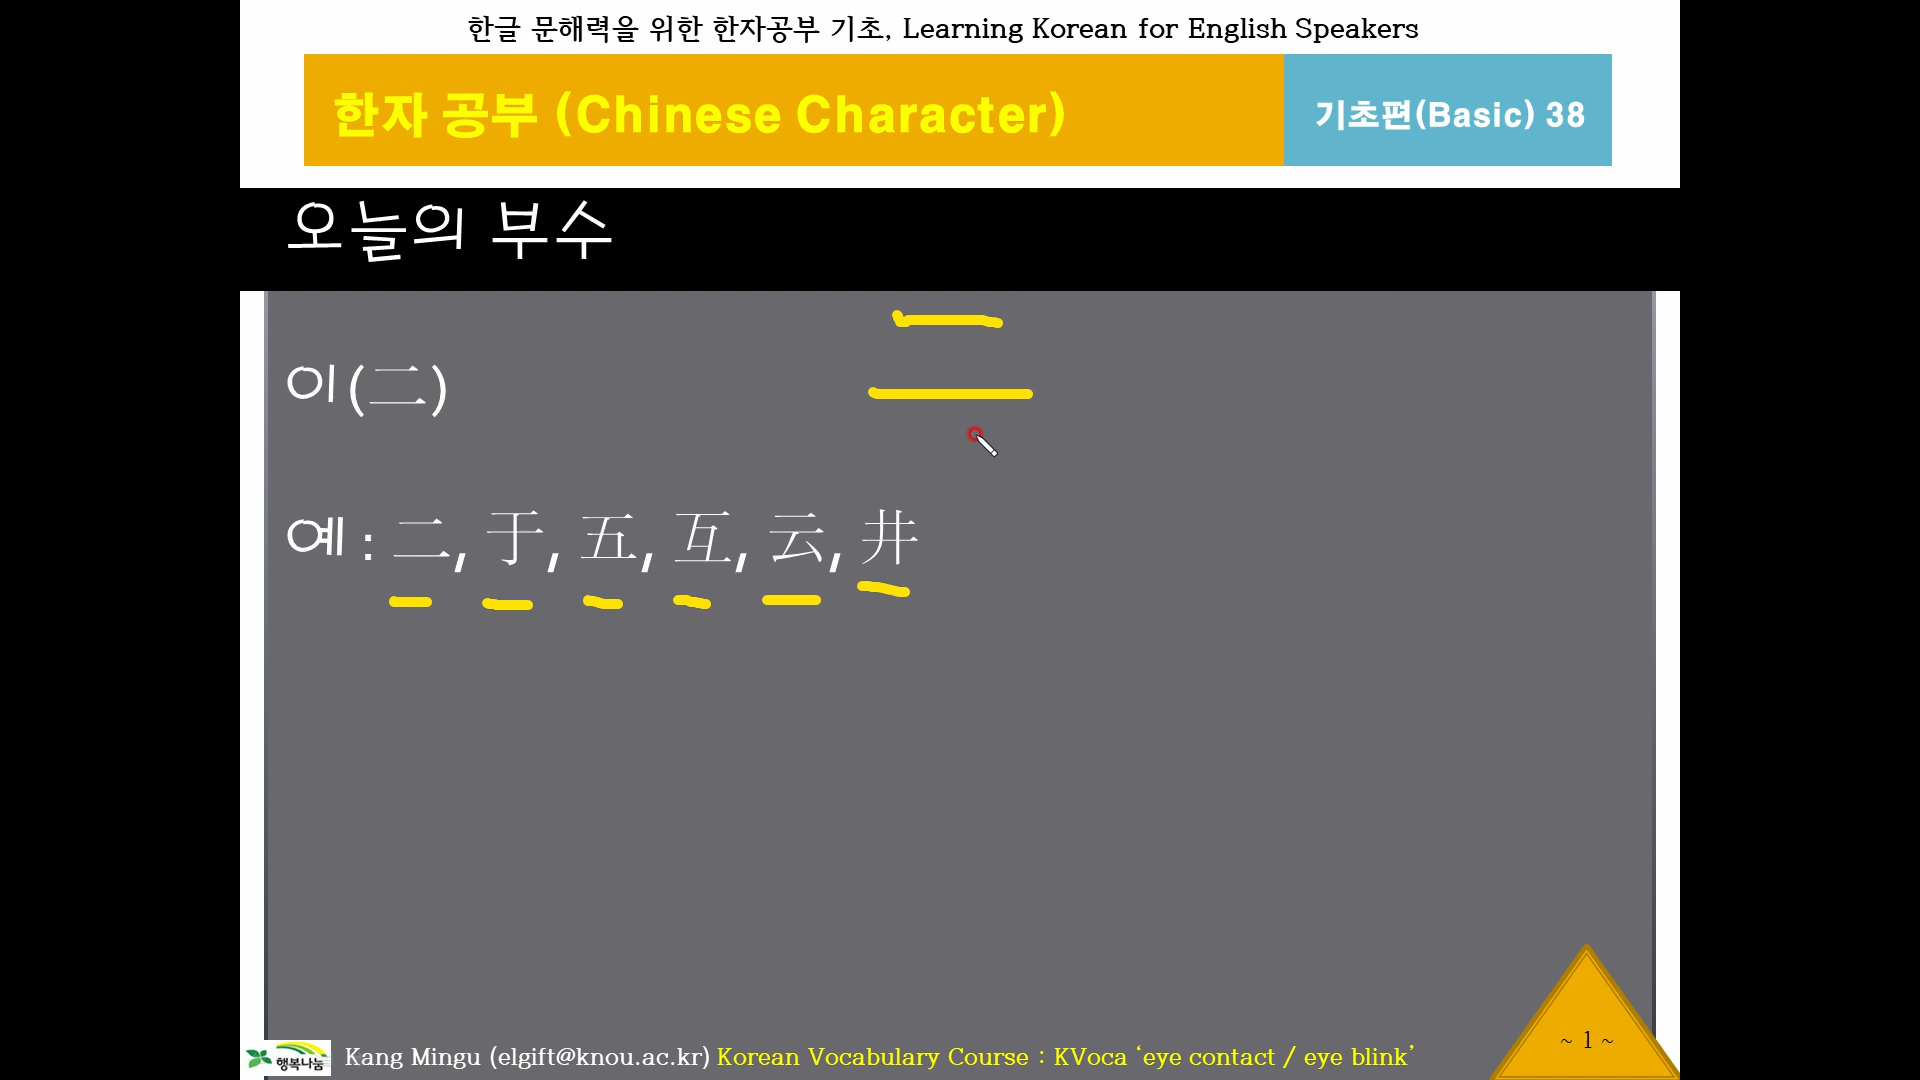 한글 문해력을 위한 한자공부 기초, Learning Korean for English Speakers
한자 공부 (Chinese Character)
기초편(Basic) 38
오늘의 부수
이(二)
二
예: 二, 于, 五, 互, 云, 井
행복나눔
Kang Mingu (elgift@knou.ac.kr) Korean Vocabulary Course : KVoca ‘eye contact / eye blink’
~ 1 ~